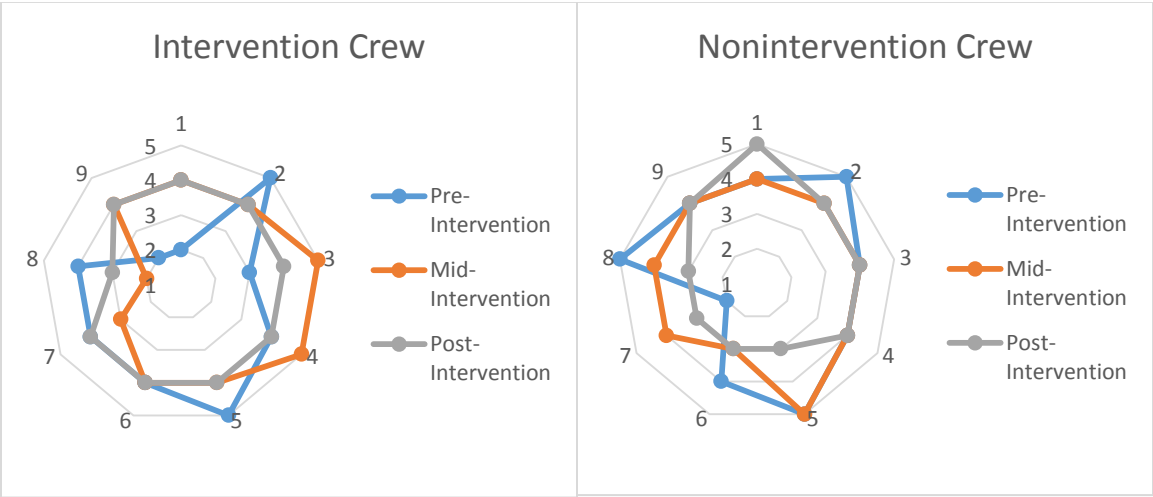 Intervention Crew
1
2
3
4
5
6
7
8
9
5
4
3
2
1
Pre-
Intervention
Mid-
Intervention
Post-
Intervention
Nonintervention Crew
1
2
3
4
5
6
7
8
9
5
4
3
2
1
Pre-
Intervention
Mid-
Intervention
Post-
Intervention